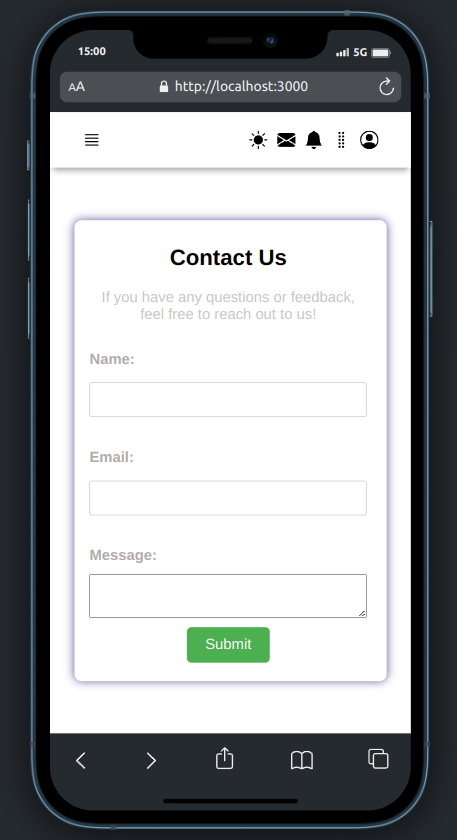 15:00
5G
AA
http://localhost:3000
Contact Us
If you have any questions or feedback,
feel free to reach out to us!
Name:
Email:
Message:
Submit